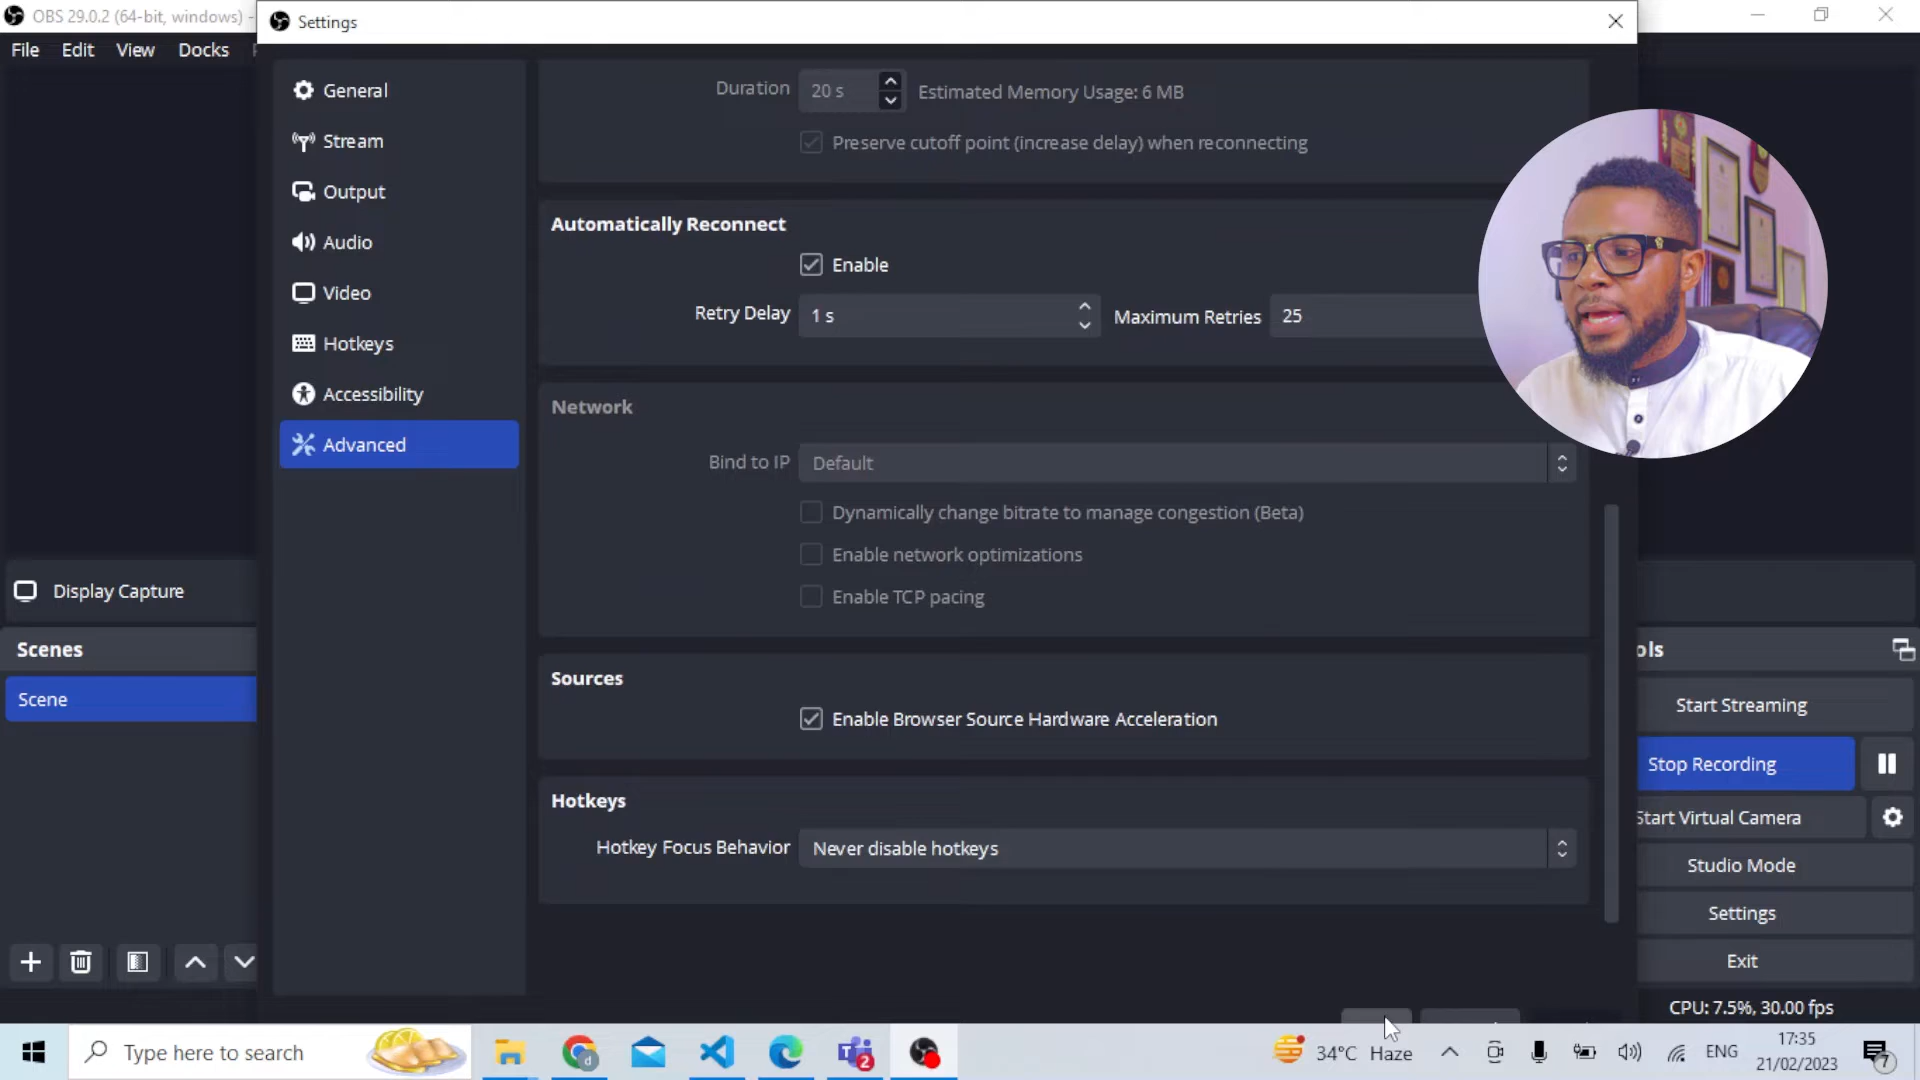 OBS 29.0.2 (64-bit, windows) -
Settings
File Edit View Docks
General
Stream
Output
Audio
Video
Hotkeys
Accessibility
Advanced
Duration 20 s Estimated Memory Usage: 6 MB
Preserve cutoff point (increase delay) when reconnecting
Automatically Reconnect
Enable
Retry Delay 1 s Maximum Retries 25
Network
Bind to IP Default
Dynamically change bitrate to manage congestion (Beta)
Enable network optimizations
Enable TCP pacing
Sources
Enable Browser Source Hardware Acceleration
Hotkeys
Hotkey Focus Behavior Never disable hotkeys
Display Capture
Scenes
Scene
ols
Start Streaming
Stop Recording
Start Virtual Camera
Studio Mode
Settings
Exit
CPU: 7.5%, 30.00 fps
Type here to search
2
34°C Haze
ENG
17:35
21/02/2023
7